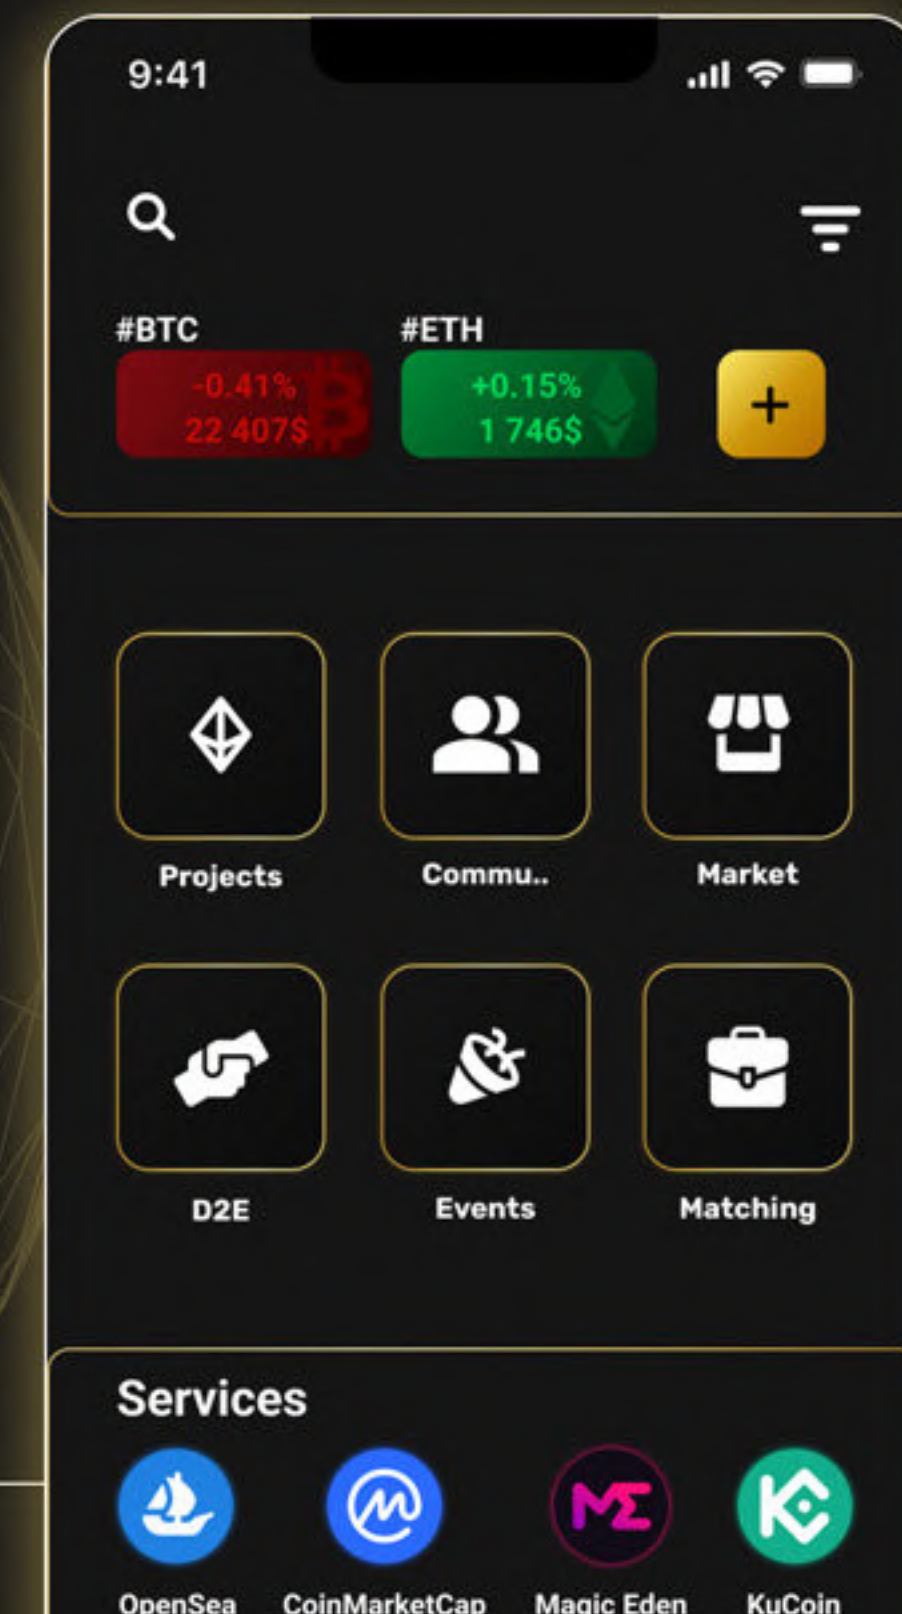 9:41
#BTC #ETH
-0.41% +0.15%
22 407$ 1 746$
+
Projects Commu.. Market
D2E Events Matching
Services
OpenSea CoinMarketCap Magic Eden KuCoin